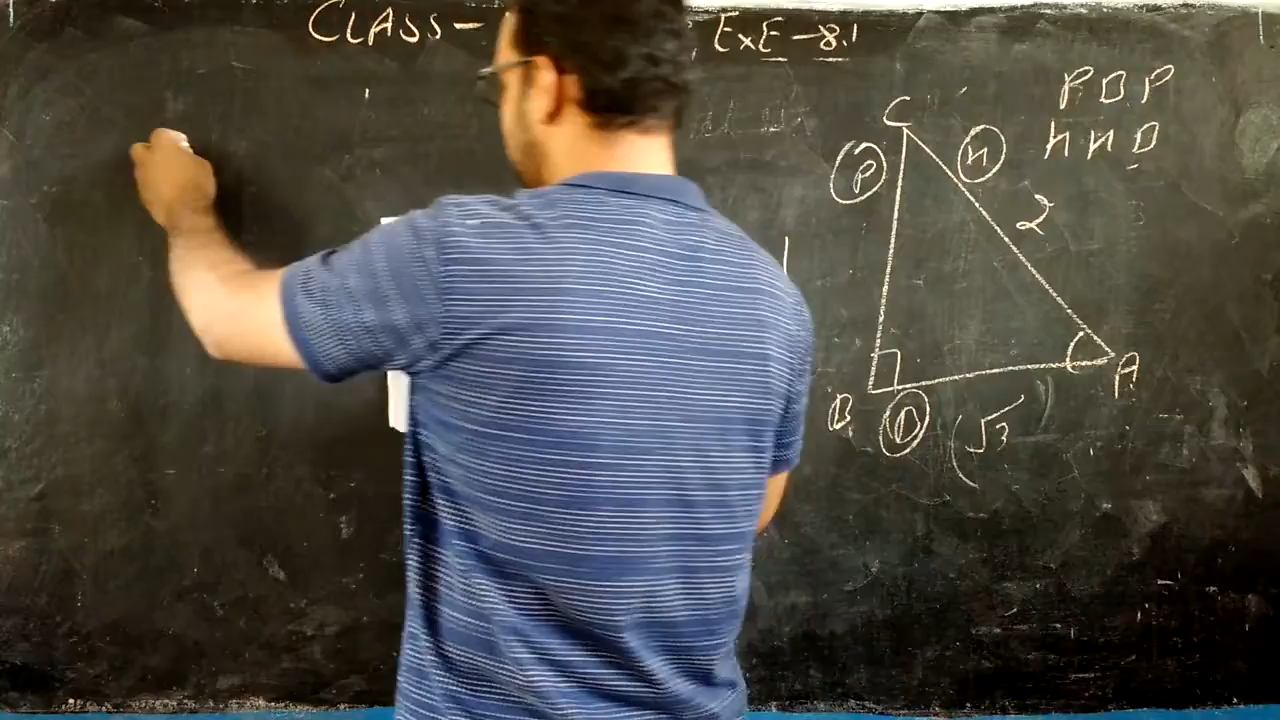 CLASS- , EXE-8.1
P B P
H H B
C
P
H
2
B
B
√3
A